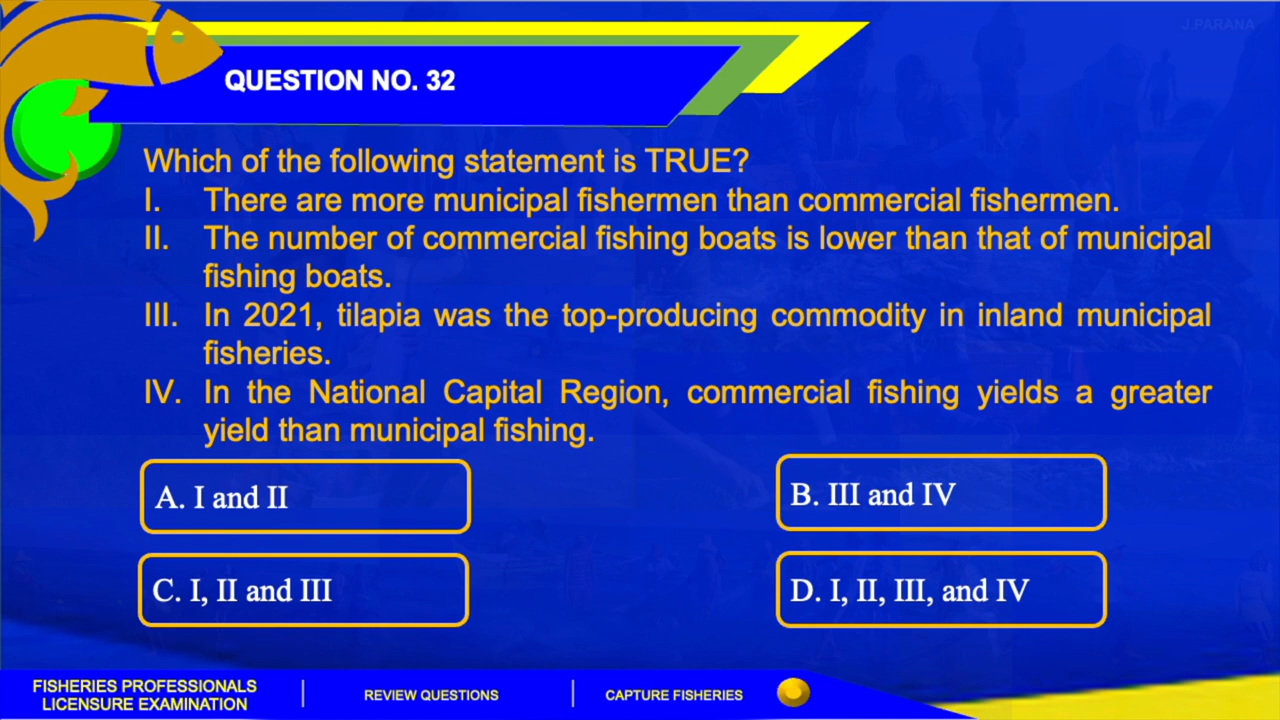 J.PARANA
QUESTION NO. 32
Which of the following statement is TRUE?
I. There are more municipal fishermen than commercial fishermen.
II. The number of commercial fishing boats is lower than that of municipal
fishing boats.
III. In 2021, tilapia was the top-producing commodity in inland municipal
fisheries.
IV. In the National Capital Region, commercial fishing yields a greater
yield than municipal fishing.
A. I and II
B. III and IV
C. I, II and III
D. I, II, III, and IV
FISHERIES PROFESSIONALS
LICENSURE EXAMINATION
REVIEW QUESTIONS
CAPTURE FISHERIES